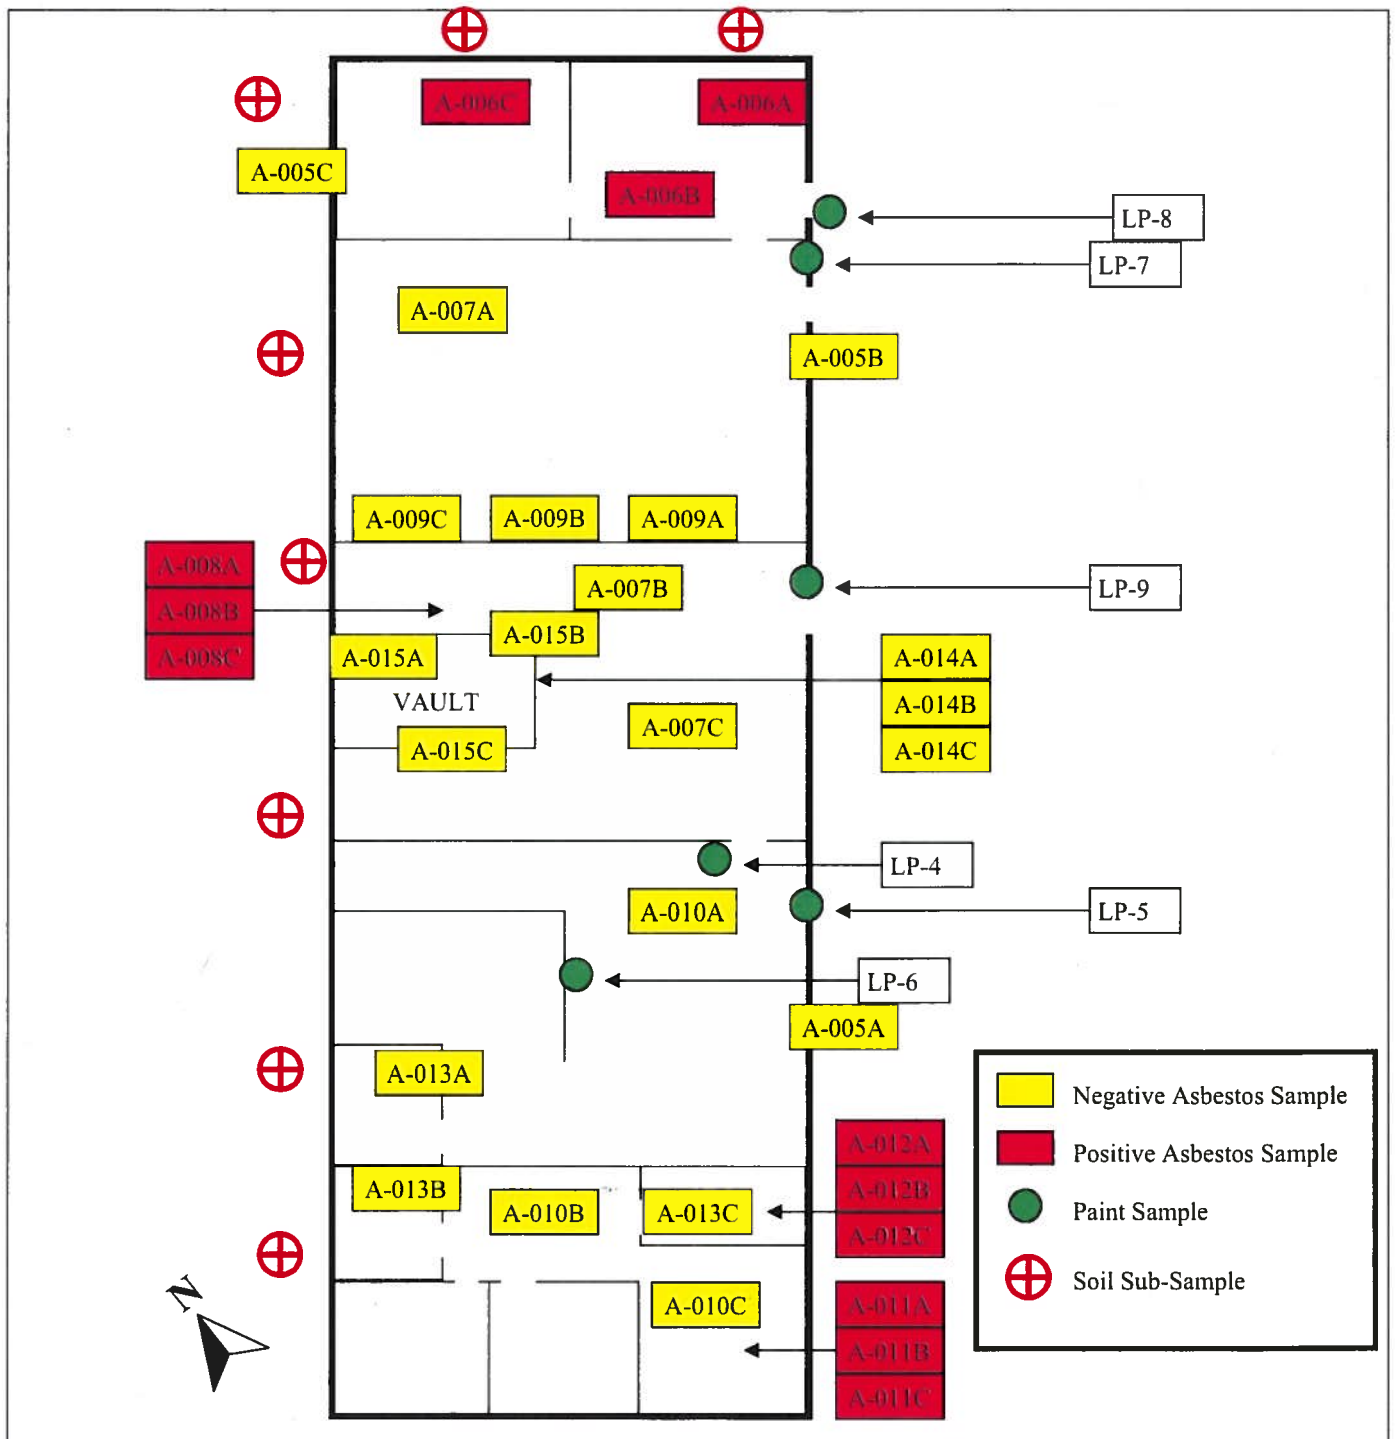 A-006C
A-006A
A-005C
A-006B
LP-8
LP-7
A-007A
A-005B
A-009C
A-009B
A-009A
A-008A
A-008B
A-008C
A-007B
LP-9
A-015B
A-015A
A-014A
VAULT
A-014B
A-007C
A-015C
A-014C
LP-4
A-010A
LP-5
LP-6
A-005A
A-013A
Negative Asbestos Sample
A-012A
Positive Asbestos Sample
A-013B
A-012B
A-010B
A-013C
Paint Sample
A-012C
Soil Sub-Sample
N
A-010C
A-011A
A-011B
A-011C